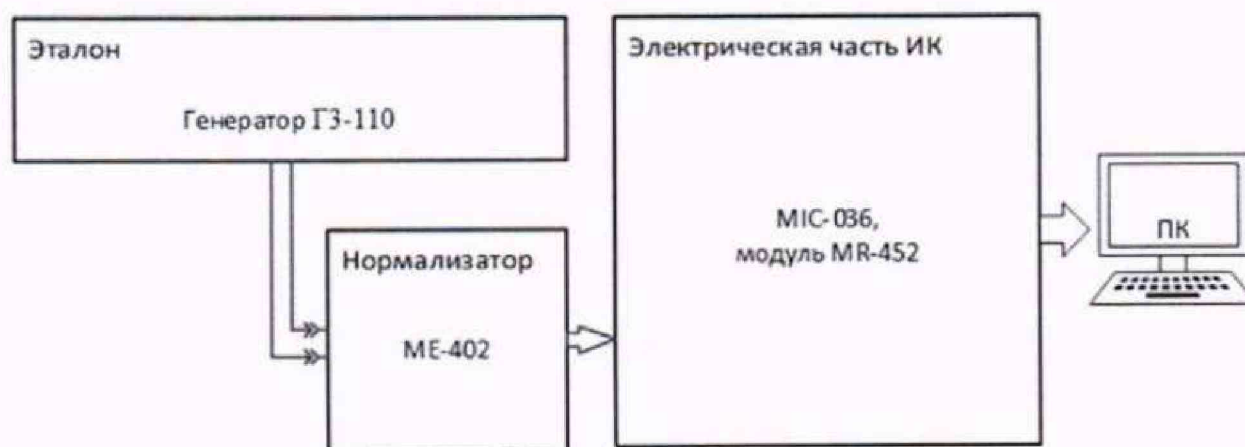 Эталон
Генератор Г3-110
Нормализатор
МЕ-402
Электрическая часть ИК
MIC-036,
модуль MR-452
ПК